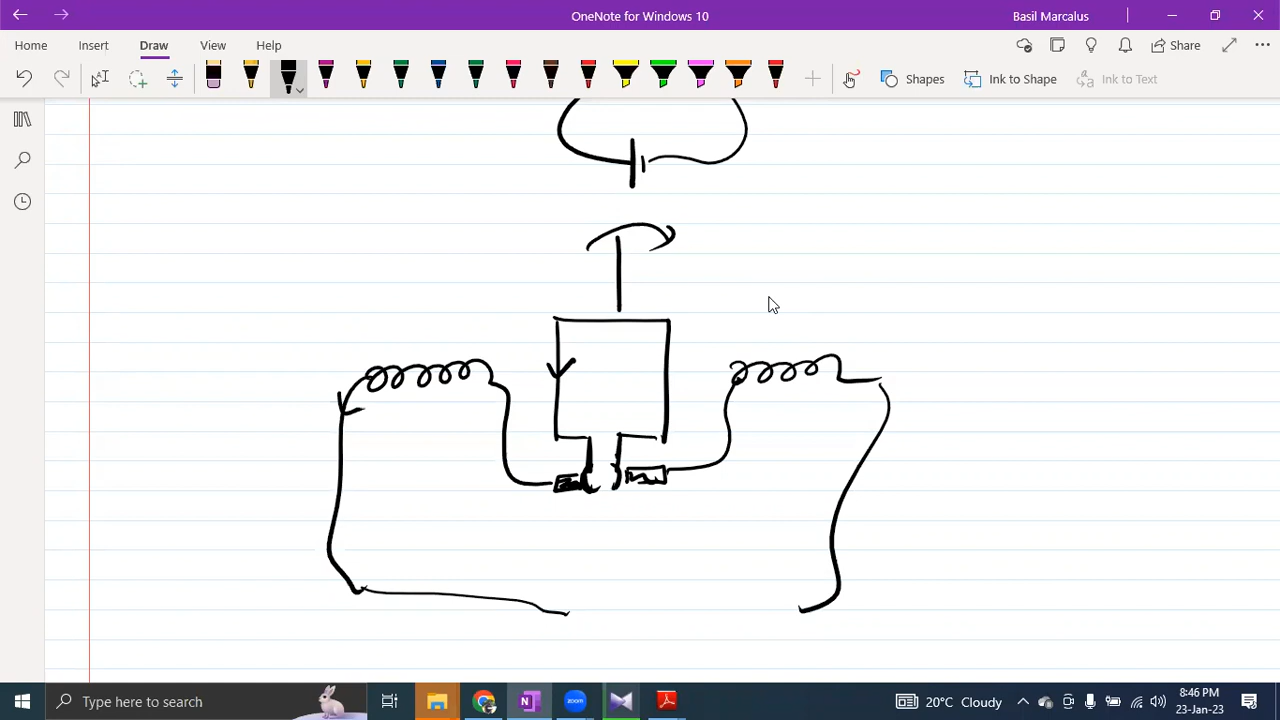 OneNote for Windows 10
Basil Marcalus
Home Insert Draw View Help
Share
Shapes Ink to Shape Ink to Text
Type here to search
zoom
N
20°C Cloudy
8:46 PM
23-Jan-23